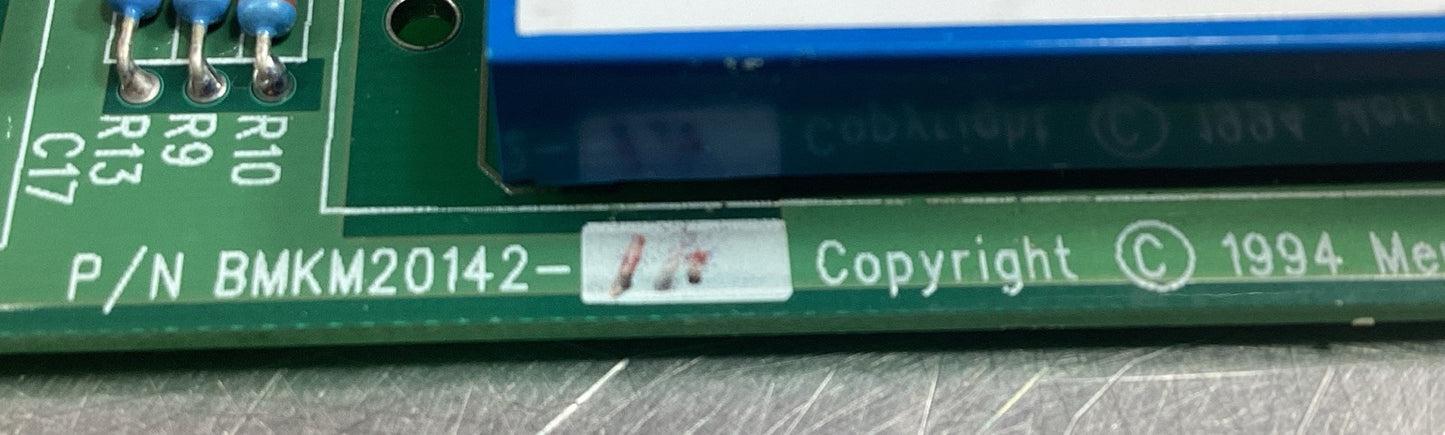 R10
R9
R13
C17
P/N BMKM20142- Copyright © 1994